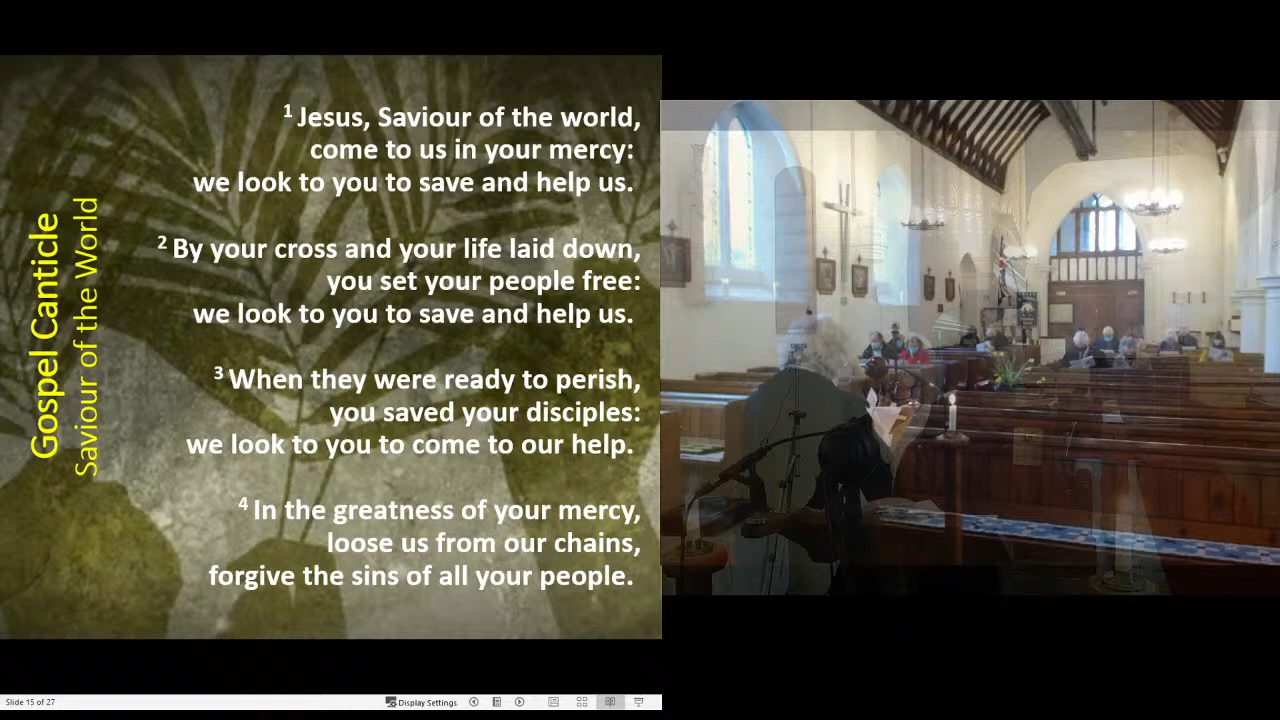 Gospel Canticle
Saviour of the World
1 Jesus, Saviour of the world,
come to us in your mercy:
we look to you to save and help us.
2 By your cross and your life laid down,
you set your people free:
we look to you to save and help us.
3 When they were ready to perish,
you saved your disciples:
we look to you to come to our help.
4 In the greatness of your mercy,
loose us from our chains,
forgive the sins of all your people.
Slide 15 of 27
Display Settings